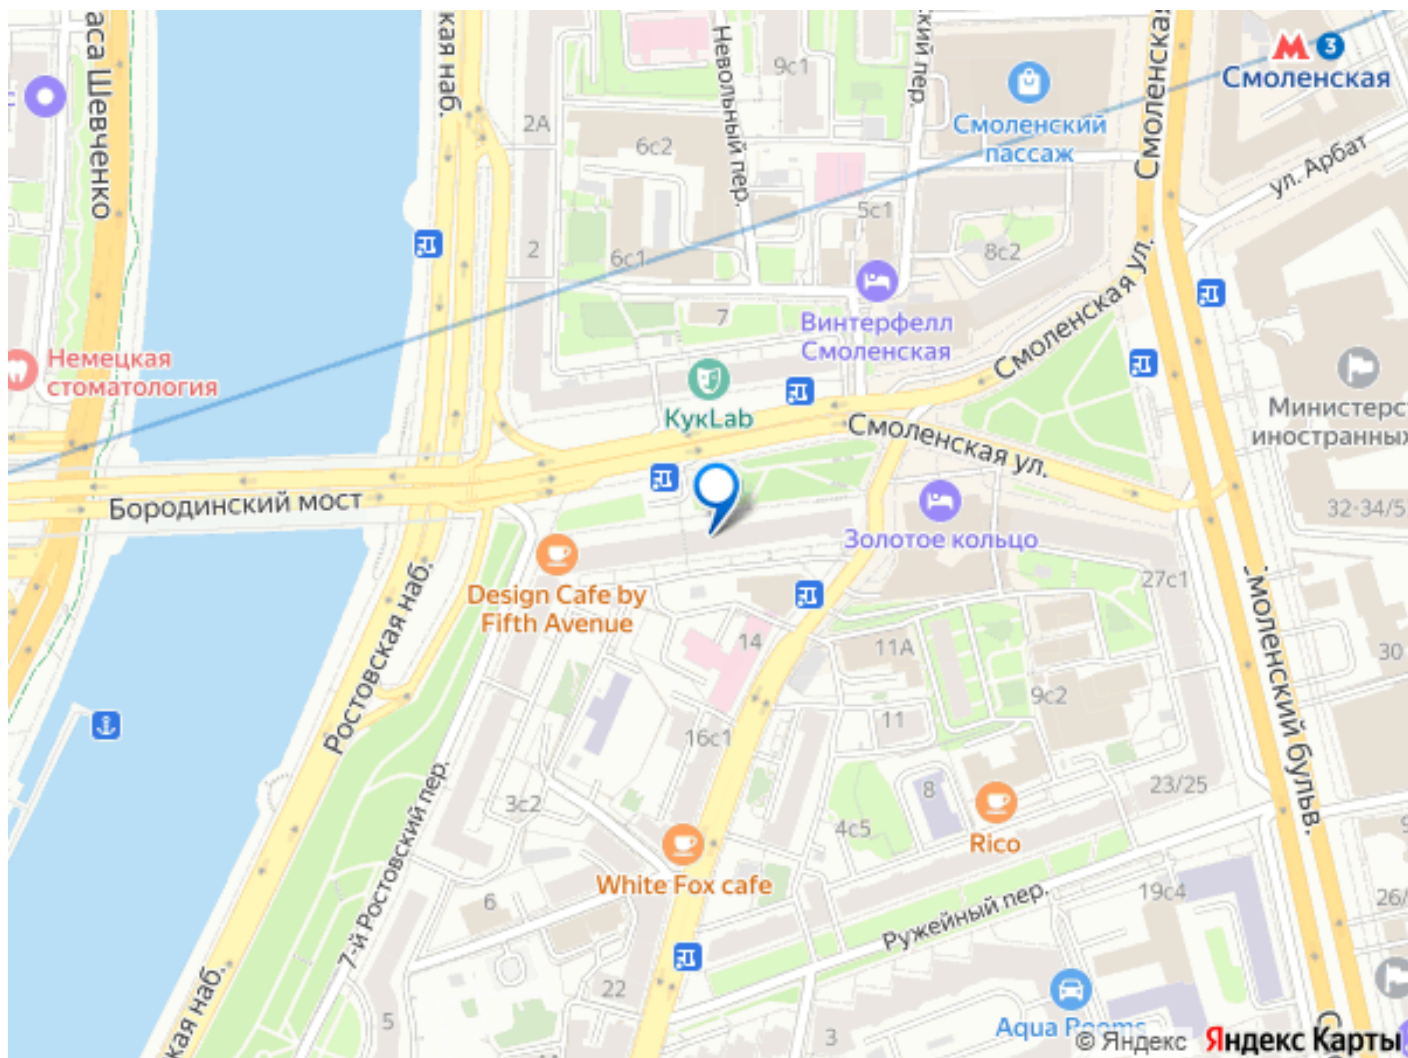 аса Шевченко
кая наб.
Невольный пер.
9с1
кий пер.
Смоленская
3
Смоленская
Смоленский
пассаж
2А
6с2
ул. Арбат
5с1
2
6с1
8с2
Смоленская ул.
7
Винтерфелл
Смоленская
Немецкая
стоматология
КукLab
Министерс
иностранных
Смоленская ул.
Бородинский мост
32-34/5
Золотое кольцо
Design Cafe by
Fifth Avenue
27с1
Ростовская наб.
14
11А
30
9с2
моленский бульв.
11
16с1
3с2
8
23/25
4с5
7-й Ростовский пер.
Rico
White Fox cafe
6
19с4
26/
Ружейный пер.
22
кая наб.
5
3
Aqua Rooms
© Яндекс
Яндекс Карты